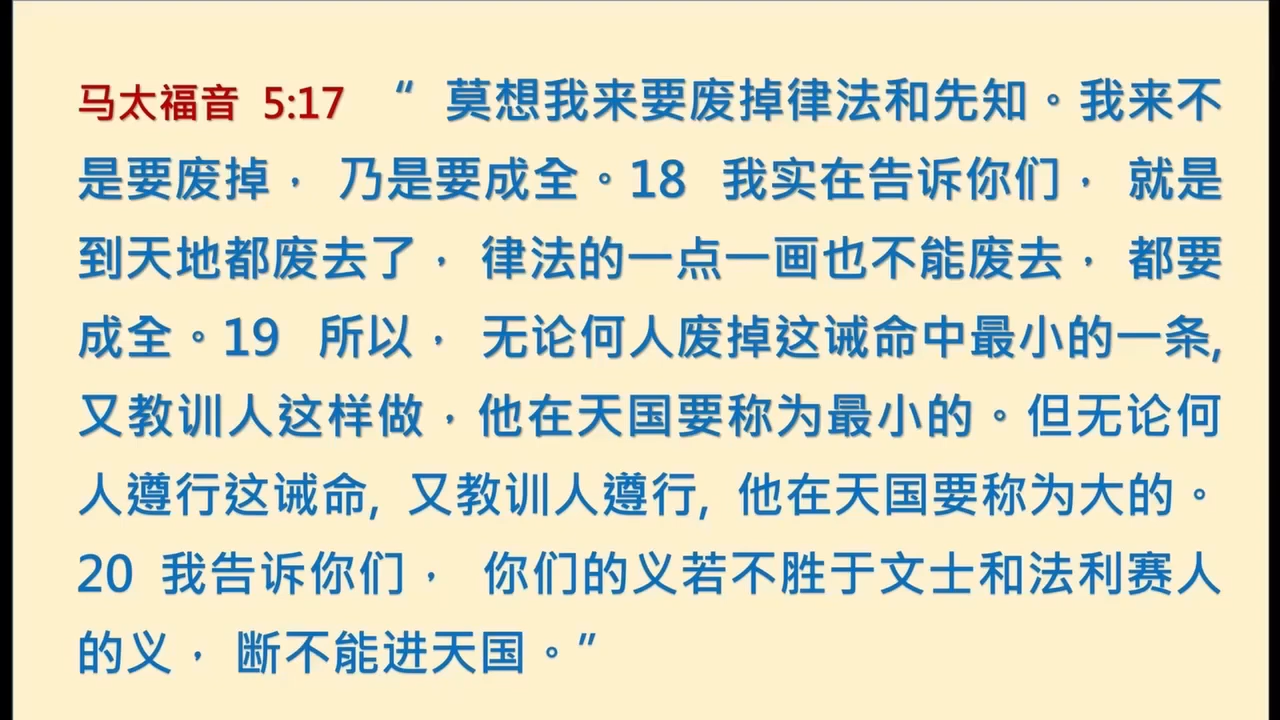 马太福音 5:17 “ 莫想我来要废掉律法和先知。我来不
是要废掉， 乃是要成全。18 我实在告诉你们， 就是
到天地都废去了， 律法的一点一画也不能废去， 都要
成全。19 所以， 无论何人废掉这诫命中最小的一条,
又教训人这样做，他在天国要称为最小的。但无论何
人遵行这诫命, 又教训人遵行, 他在天国要称为大的。
20 我告诉你们， 你们的义若不胜于文士和法利赛人
的义， 断不能进天国。”